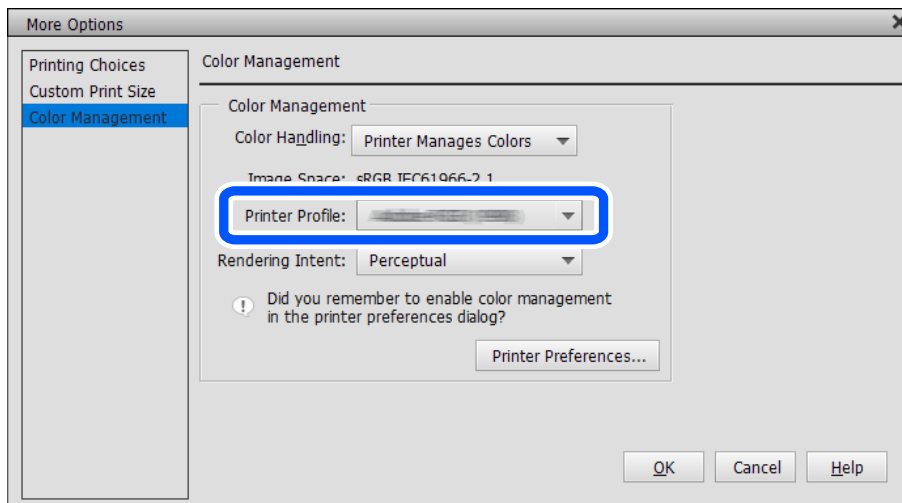 More Options
Printing Choices
Custom Print Size
Color Management
Color Management
Color Management
Color Handling: Printer Manages Colors
Image Space: sRGB IEC61966-2.1
Printer Profile:
Rendering Intent: Perceptual
Did you remember to enable color management
in the printer preferences dialog?
Printer Preferences...
OK Cancel Help